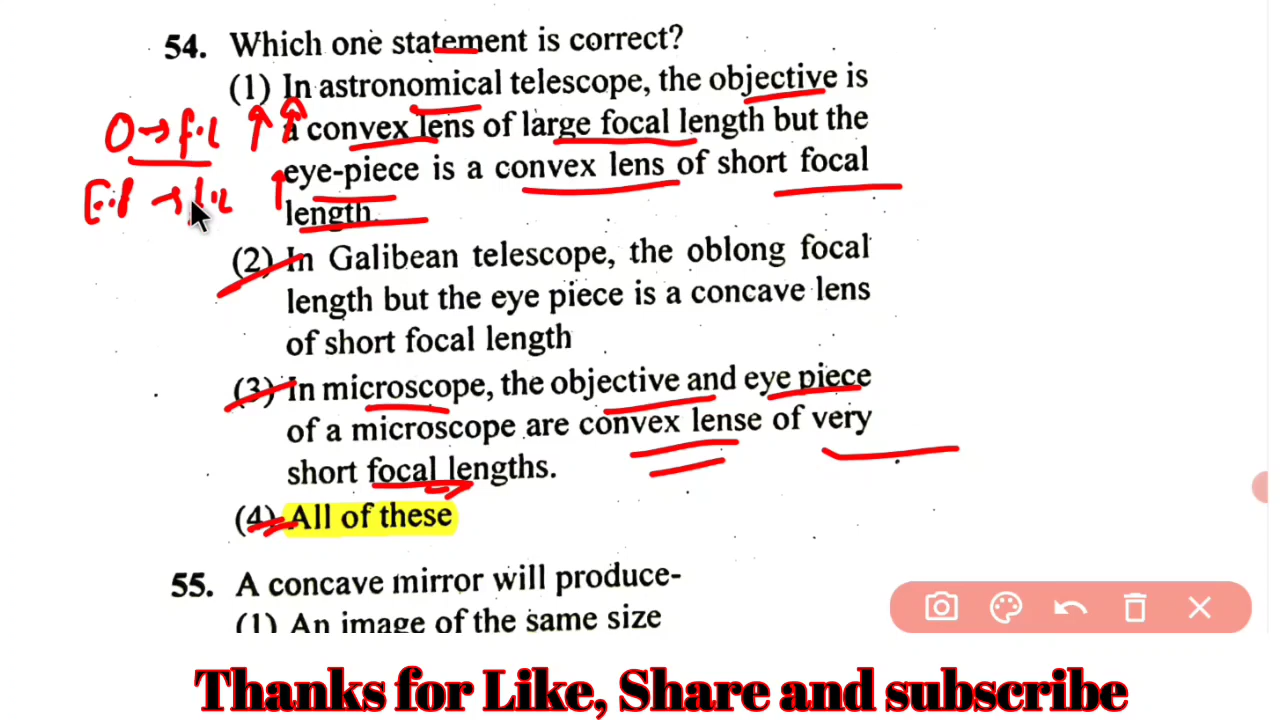 54. Which one statement is correct?
(1) In astronomical telescope, the objective is
a convex lens of large focal length but the
eye-piece is a convex lens of short focal
length.
O → f.l
E.P → f.l
(2) In Galibean telescope, the oblong focal
length but the eye piece is a concave lens
of short focal length
(3) In microscope, the objective and eye piece
of a microscope are convex lense of very
short focal lengths.
(4) All of these
55. A concave mirror will produce-
(1) An image of the same size
Thanks for Like, Share and subscribe